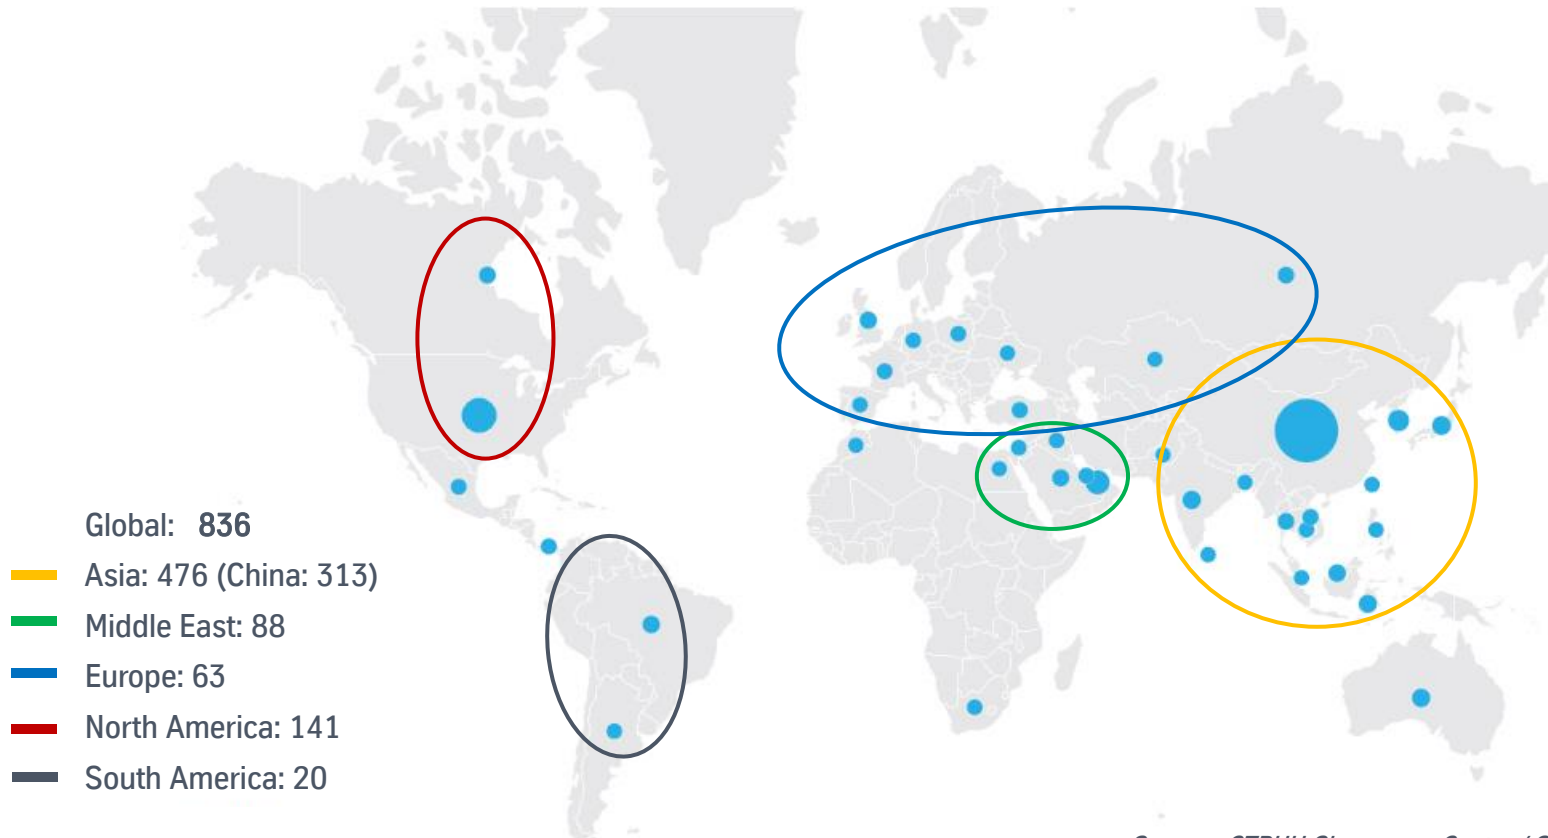 Global: 836
Asia: 476 (China: 313)
Middle East: 88
Europe: 63
North America: 141
South America: 20